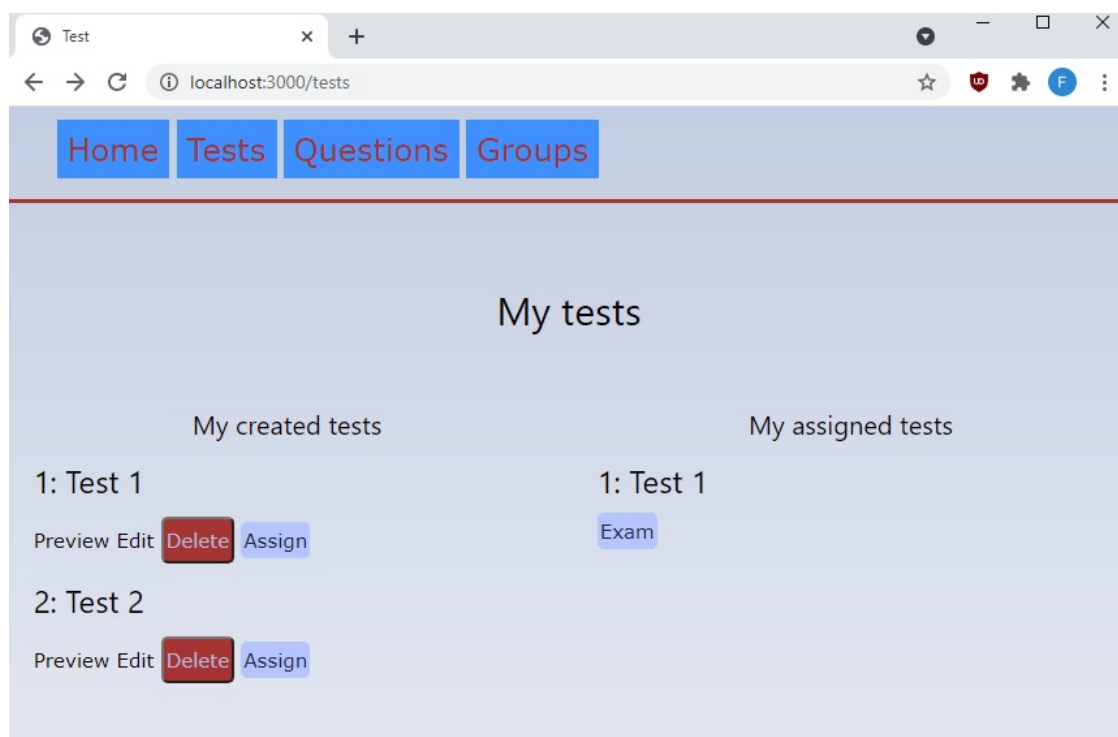 Test
localhost:3000/tests
F
Home Tests Questions Groups
My tests
My created tests
My assigned tests
1: Test 1
1: Test 1
Preview Edit Delete Assign
Exam
2: Test 2
Preview Edit Delete Assign